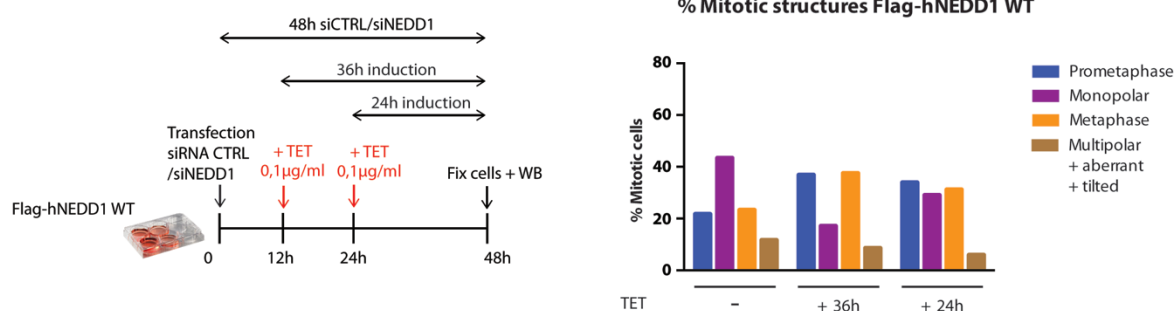 48h siCTRL/siNEDD1
36h induction
24h induction
Transfection
siRNA CTRL
/siNEDD1
+ TET
0,1µg/ml
+ TET
0,1µg/ml
Fix cells + WB
Flag-hNEDD1 WT
0
12h
24h
48h
% Mitotic structures Flag-hNEDD1 WT
% Mitotic cells
80
60
40
20
0
TET
–
+ 36h
+ 24h
Prometaphase
Monopolar
Metaphase
Multipolar
+ aberrant
+ tilted